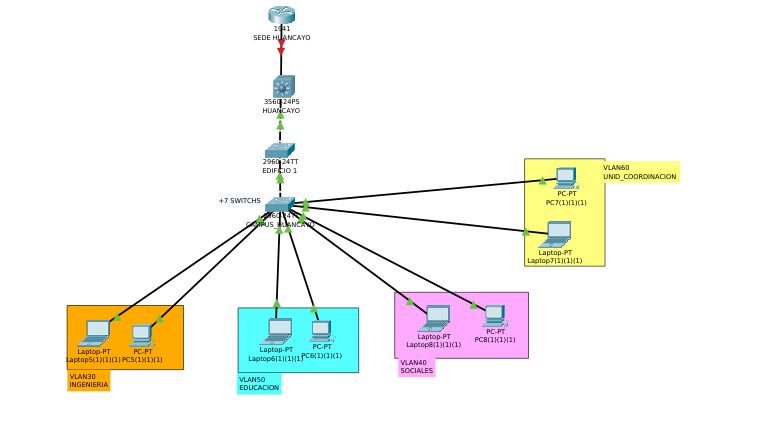 1941
SEDE HUANCAYO
3560-24PS
HUANCAYO
2960-24TT
EDIFICIO 1
+7 SWITCHS
2960-24TT
CAMPUS_HUANCAYO
VLAN60
UNID_COORDINACION
PC-PT
PC7(1)(1)(1)
Laptop-PT
Laptop7(1)(1)(1)
Laptop-PT
Laptop5(1)(1)(1)
PC-PT
PC5(1)(1)(1)
VLAN30
INGENIERIA
Laptop-PT
Laptop6(1)(1)(1)
PC-PT
PC6(1)(1)(1)
VLAN50
EDUCACION
Laptop-PT
Laptop8(1)(1)(1)
PC-PT
PC8(1)(1)(1)
VLAN40
SOCIALES